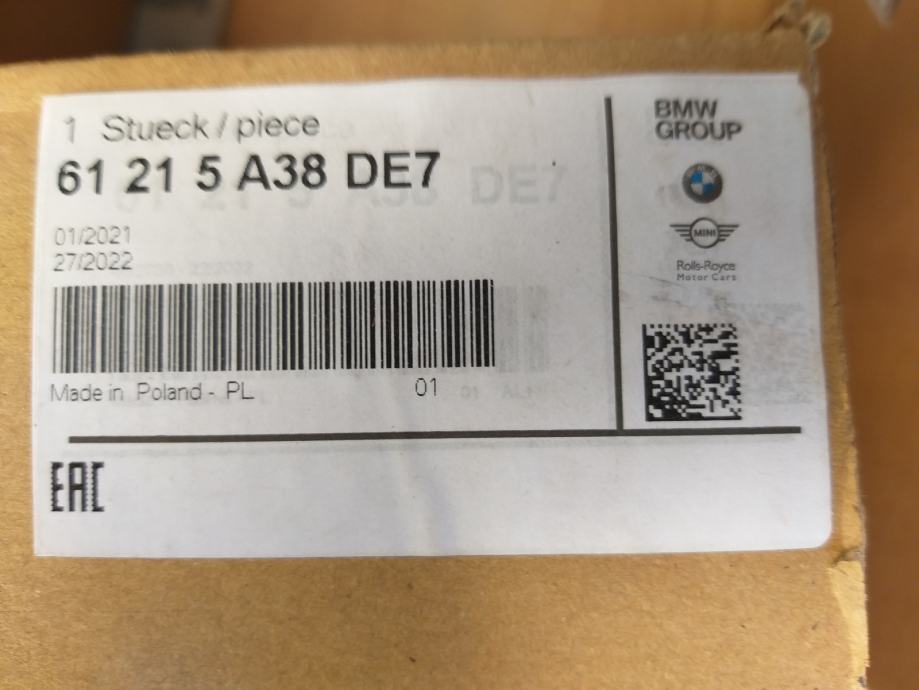 1 Stueck / piece
61 21 5 A38 DE7
01/2021
27/2022
Made in Poland - PL 01
EAC
BMW
GROUP
MINI
Rolls-Royce
Motor Cars